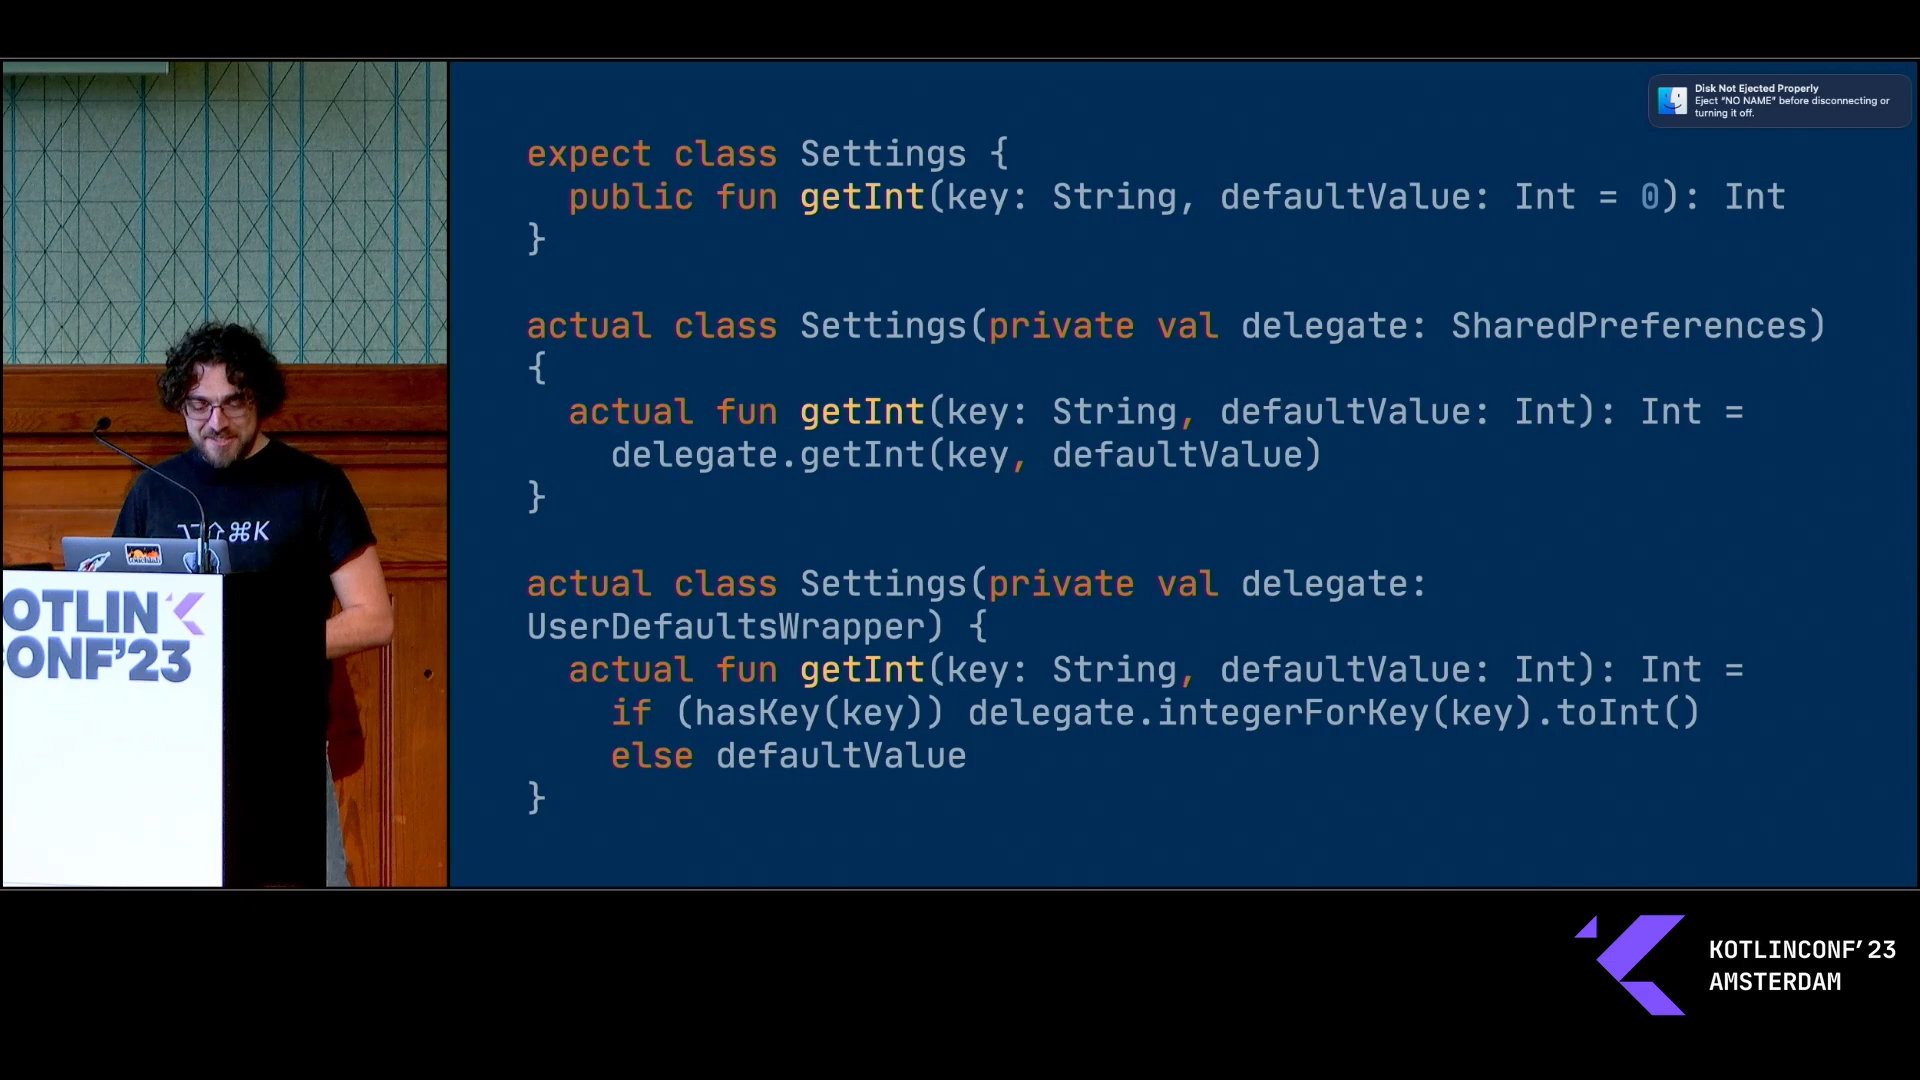 Disk Not Ejected Properly
Eject "NO NAME" before disconnecting or
turning it off.
expect class Settings {
  public fun getInt(key: String, defaultValue: Int = 0): Int
}
actual class Settings(private val delegate: SharedPreferences)
{
  actual fun getInt(key: String, defaultValue: Int): Int =
    delegate.getInt(key, defaultValue)
}
actual class Settings(private val delegate:
UserDefaultsWrapper) {
  actual fun getInt(key: String, defaultValue: Int): Int =
    if (hasKey(key)) delegate.integerForKey(key).toInt()
    else defaultValue
}
⌥⇧⌘K
touchlab
OTLIN
ONF'23
KOTLINCONF'23
AMSTERDAM